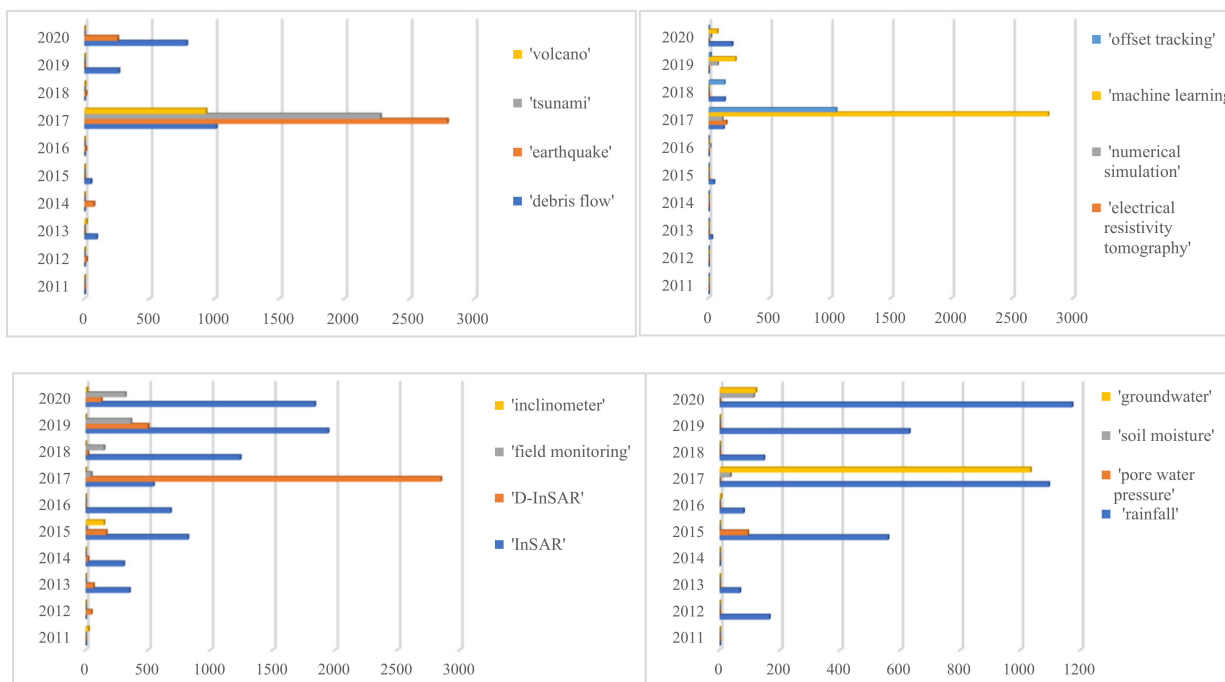 2020
2019
2018
2017
2016
2015
2014
2013
2012
2011
0 500 1000 1500 2000 2500 3000
'volcano'
'tsunami'
'earthquake'
'debris flow'
2020
2019
2018
2017
2016
2015
2014
2013
2012
2011
0 500 1000 1500 2000 2500 3000
'offset tracking'
'machine learning
'numerical
simulation'
'electrical
resistivity
tomography'
2020
2019
2018
2017
2016
2015
2014
2013
2012
2011
0 500 1000 1500 2000 2500 3000
'inclinometer'
'field monitoring'
'D-InSAR'
'InSAR'
2020
2019
2018
2017
2016
2015
2014
2013
2012
2011
0 200 400 600 800 1000 1200
'groundwater'
'soil moisture'
'pore water
pressure'
'rainfall'